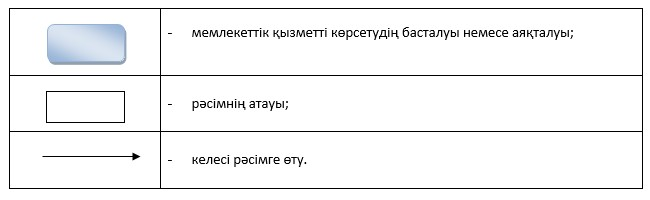 - мемлекеттік қызметті көрсетудің басталуы немесе аяқталуы;
- рәсімнің атауы;
- келесі рәсімге өту.